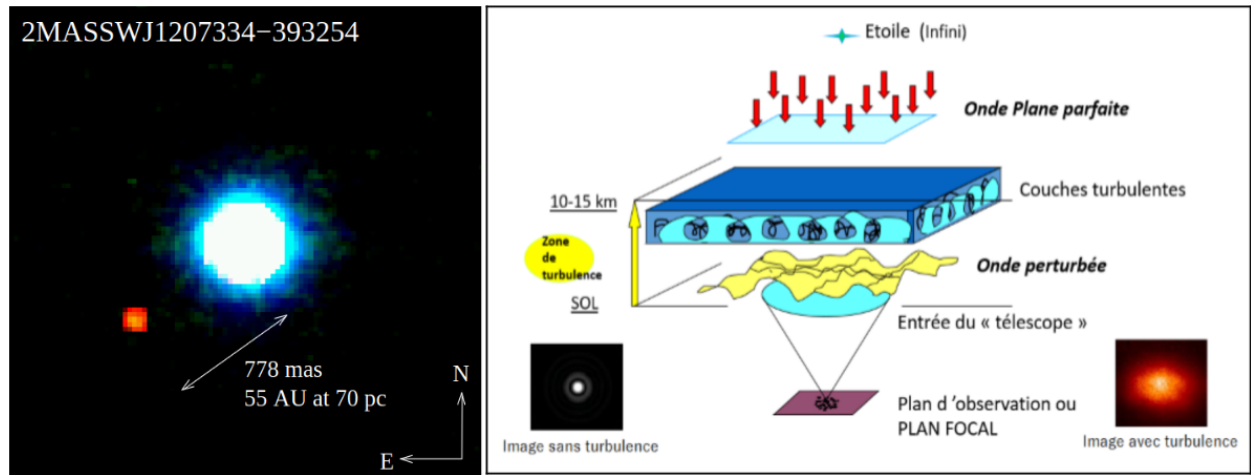 2MASSWJ1207334−393254
778 mas
55 AU at 70 pc
N
E
Etoile (Infini)
Onde Plane parfaite
10-15 km
Couches turbulentes
Zone
de
turbulence
Onde perturbée
SOL
Entrée du « télescope »
Plan d 'observation ou
PLAN FOCAL
Image sans turbulence
Image avec turbulence